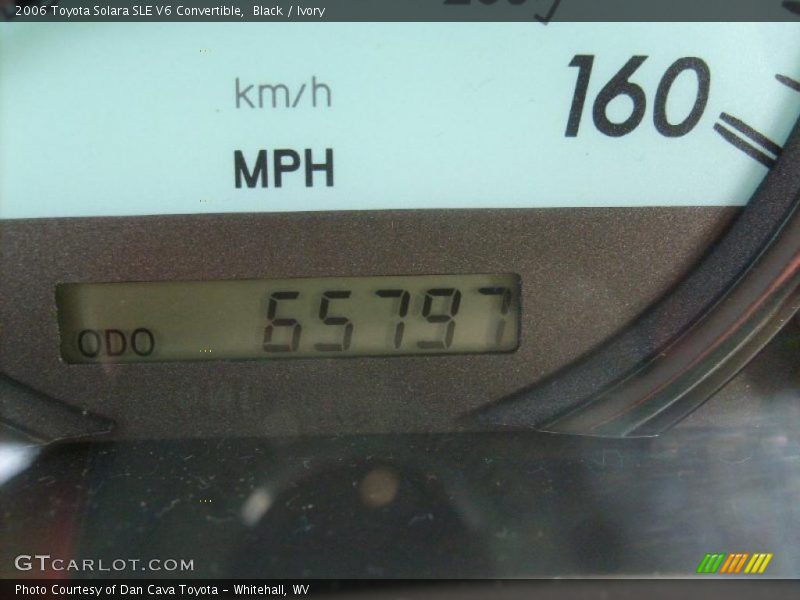 2006 Toyota Solara SLE V6 Convertible,  Black / Ivory
km/h
160
MPH
ODO 65797
GTCARLOT.COM
Photo Courtesy of Dan Cava Toyota - Whitehall, WV